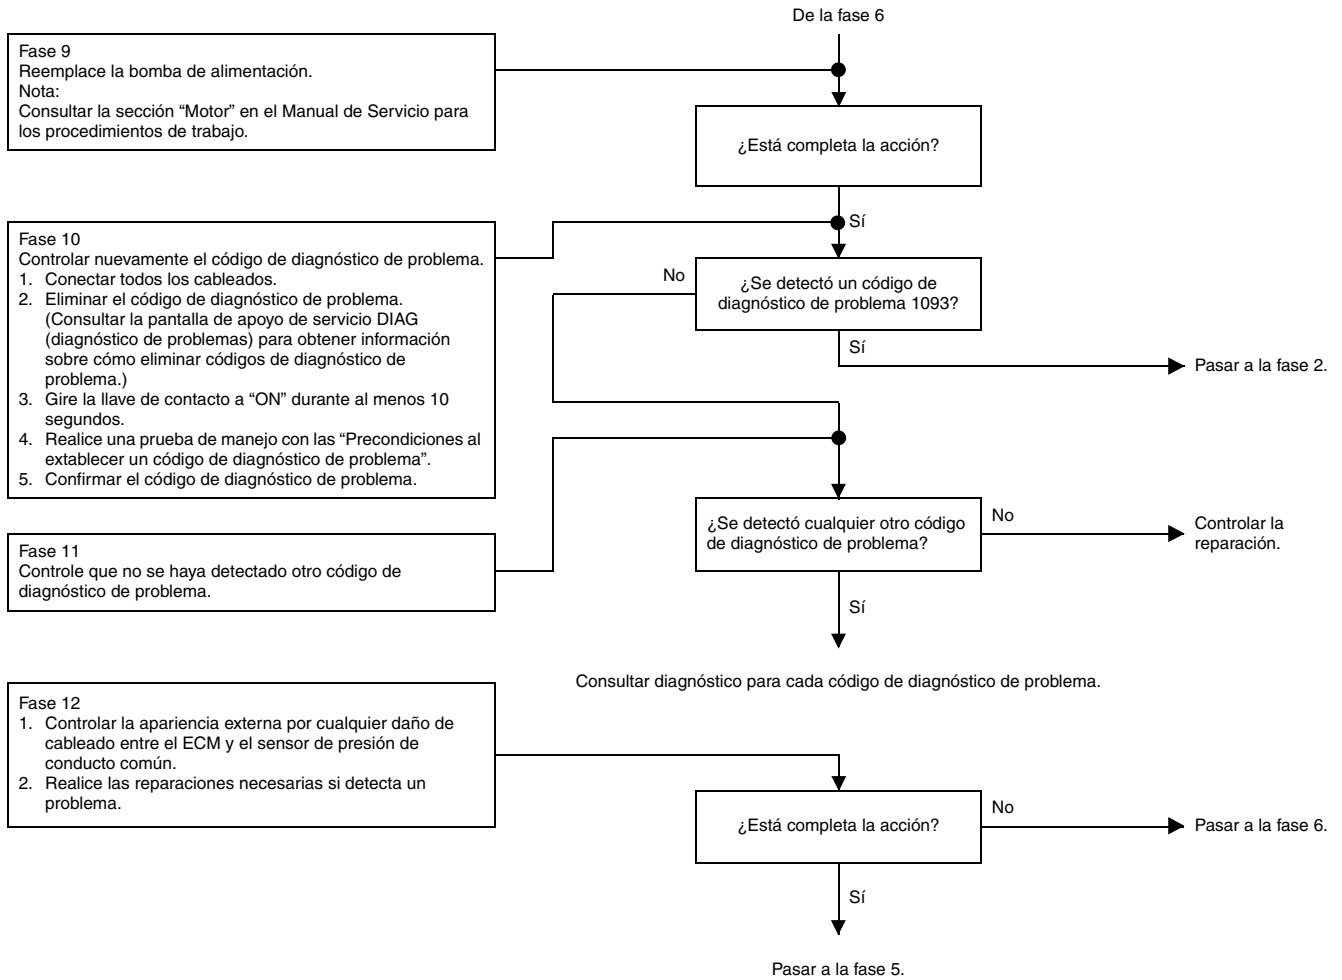 De la fase 6
Fase 9
Reemplace la bomba de alimentación.
Nota:
Consultar la sección “Motor” en el Manual de Servicio para
los procedimientos de trabajo.
¿Está completa la acción?
Sí
Fase 10
Controlar nuevamente el código de diagnóstico de problema.
1. Conectar todos los cableados.
2. Eliminar el código de diagnóstico de problema.
(Consultar la pantalla de apoyo de servicio DIAG
(diagnóstico de problemas) para obtener información
sobre cómo eliminar códigos de diagnóstico de
problema.)
3. Gire la llave de contacto a “ON” durante al menos 10
segundos.
4. Realice una prueba de manejo con las “Precondiciones al
extablecer un código de diagnóstico de problema”.
5. Confirmar el código de diagnóstico de problema.
No
¿Se detectó un código de
diagnóstico de problema 1093?
Sí
Pasar a la fase 2.
Fase 11
Controle que no se haya detectado otro código de
diagnóstico de problema.
¿Se detectó cualquier otro código
de diagnóstico de problema?
No
Controlar la
reparación.
Sí
Consultar diagnóstico para cada código de diagnóstico de problema.
Fase 12
1. Controlar la apariencia externa por cualquier daño de
cableado entre el ECM y el sensor de presión de
conducto común.
2. Realice las reparaciones necesarias si detecta un
problema.
¿Está completa la acción?
No
Pasar a la fase 6.
Sí
Pasar a la fase 5.